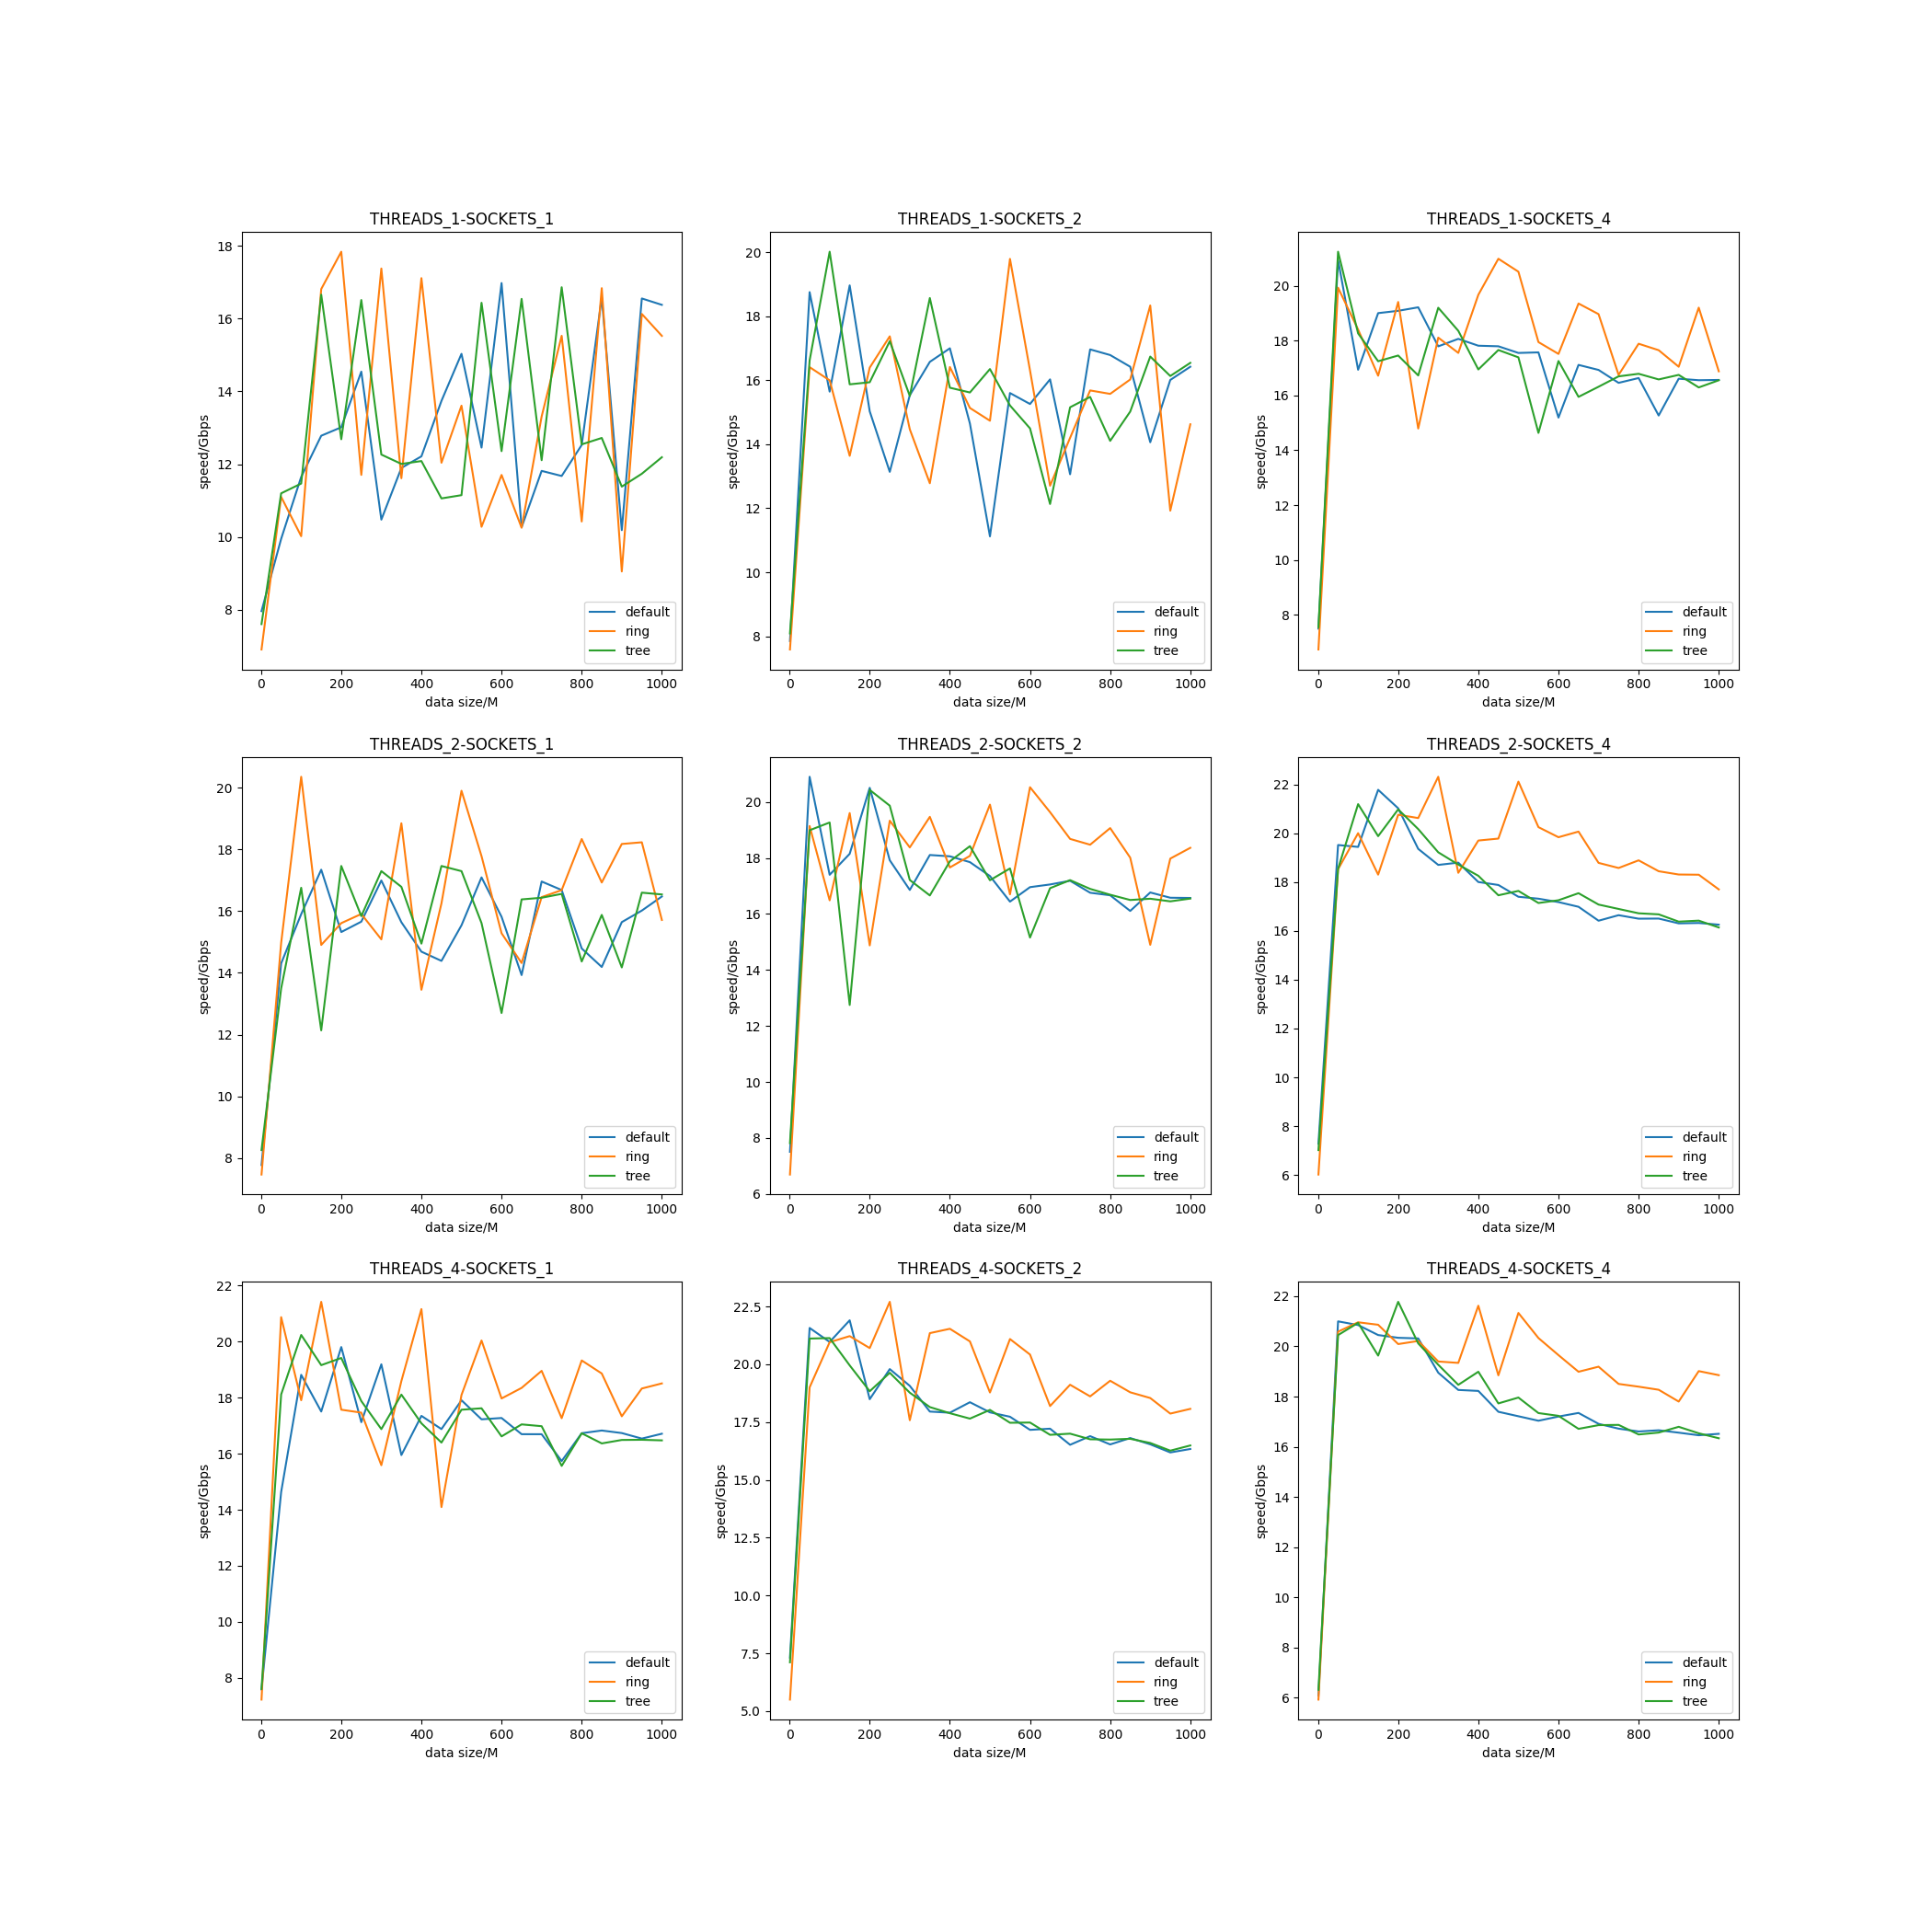 THREADS_1-SOCKETS_1
18
16
14
12
10
8
speed/Gbps
0 200 400 600 800 1000
data size/M
default
ring
tree
THREADS_1-SOCKETS_2
20
18
16
14
12
10
8
speed/Gbps
0 200 400 600 800 1000
data size/M
default
ring
tree
THREADS_1-SOCKETS_4
20
18
16
14
12
10
8
speed/Gbps
0 200 400 600 800 1000
data size/M
default
ring
tree
THREADS_2-SOCKETS_1
20
18
16
14
12
10
8
speed/Gbps
0 200 400 600 800 1000
data size/M
default
ring
tree
THREADS_2-SOCKETS_2
20
18
16
14
12
10
8
6
speed/Gbps
0 200 400 600 800 1000
data size/M
default
ring
tree
THREADS_2-SOCKETS_4
22
20
18
16
14
12
10
8
6
speed/Gbps
0 200 400 600 800 1000
data size/M
default
ring
tree
THREADS_4-SOCKETS_1
22
20
18
16
14
12
10
8
speed/Gbps
0 200 400 600 800 1000
data size/M
default
ring
tree
THREADS_4-SOCKETS_2
22.5
20.0
17.5
15.0
12.5
10.0
7.5
5.0
speed/Gbps
0 200 400 600 800 1000
data size/M
default
ring
tree
THREADS_4-SOCKETS_4
22
20
18
16
14
12
10
8
6
speed/Gbps
0 200 400 600 800 1000
data size/M
default
ring
tree